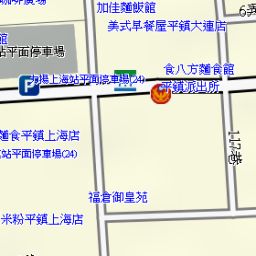 加佳麵飯館
美式早餐屋平鎮大連店
站平面停車場
食八方麵食館
上海站平面停車場(24)
P
平鎮派出所
麵食平鎮上海店
站平面停車場(24)
117巷
福倉御皇苑
米粉平鎮上海店